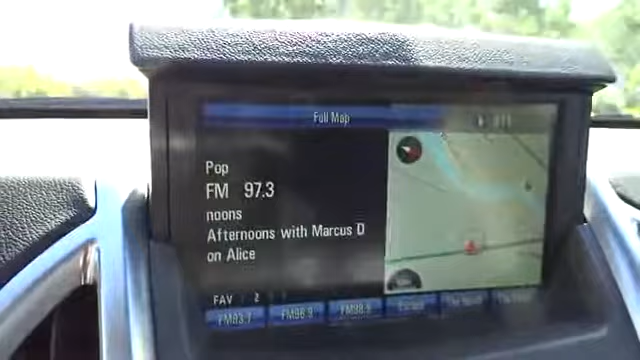 Full Map
Pop
FM 97.3
noons
Afternoons with Marcus D
on Alice
FAV 2
FM93.7 FM96.9 FM98.9